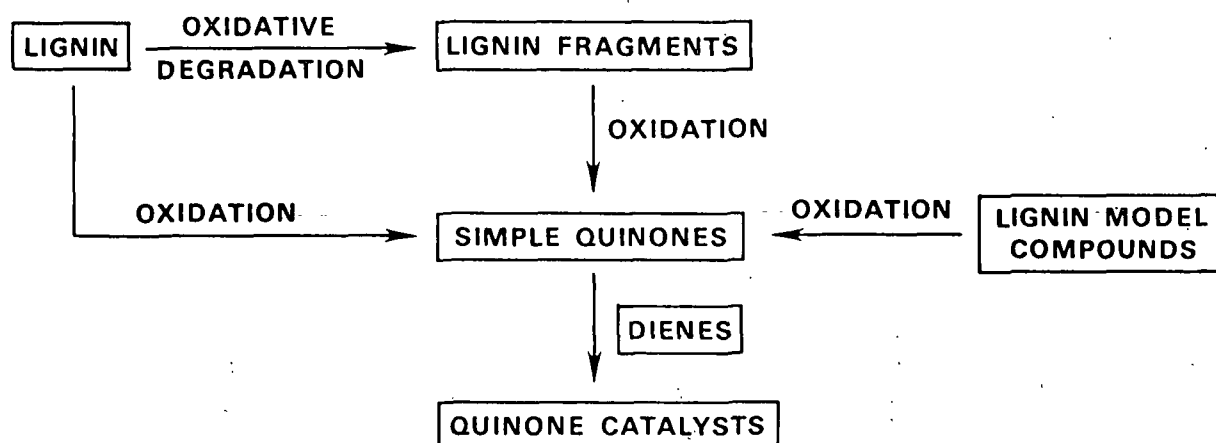 LIGNIN
OXIDATIVE
DEGRADATION
LIGNIN FRAGMENTS
OXIDATION
OXIDATION
SIMPLE QUINONES
OXIDATION
LIGNIN MODEL
COMPOUNDS
DIENES
QUINONE CATALYSTS